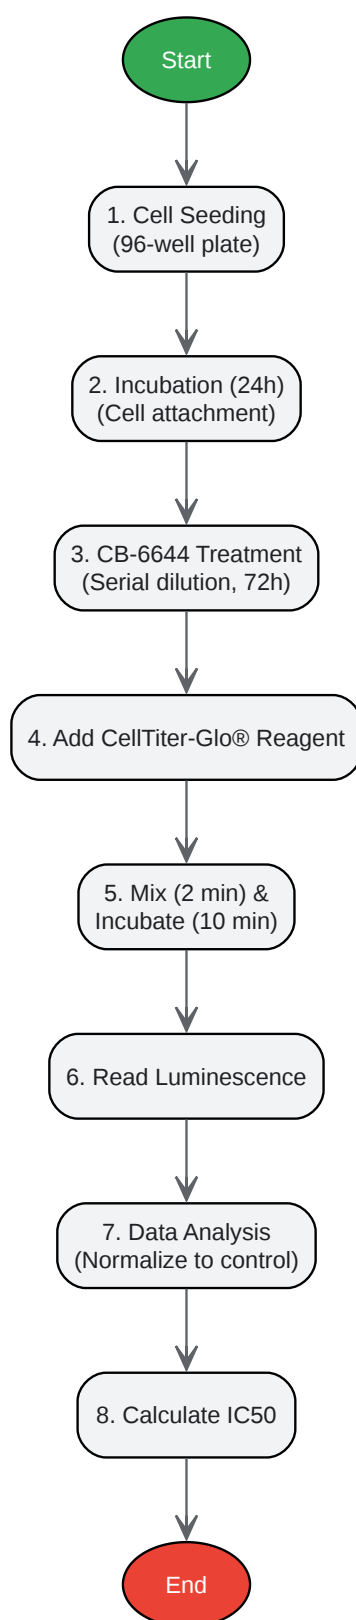 Start
1. Cell Seeding
(96-well plate)
2. Incubation (24h)
(Cell attachment)
3. CB-6644 Treatment
(Serial dilution, 72h)
4. Add CellTiter-Glo® Reagent
5. Mix (2 min) &
Incubate (10 min)
6. Read Luminescence
7. Data Analysis
(Normalize to control)
8. Calculate IC50
End